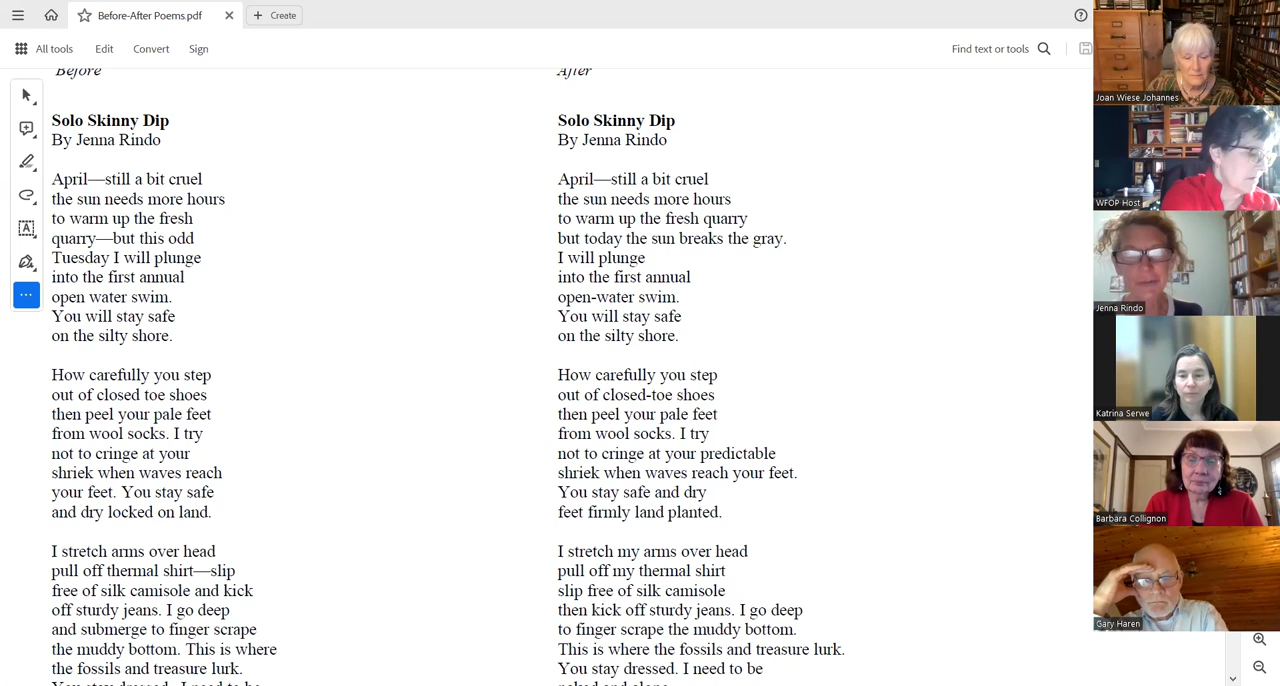 Before-After Poems.pdf
Create
All tools
Edit
Convert
Sign
Find text or tools
Before
Solo Skinny Dip
By Jenna Rindo
April—still a bit cruel
the sun needs more hours
to warm up the fresh
quarry—but this odd
Tuesday I will plunge
into the first annual
open water swim.
You will stay safe
on the silty shore.
How carefully you step
out of closed toe shoes
then peel your pale feet
from wool socks. I try
not to cringe at your
shriek when waves reach
your feet. You stay safe
and dry locked on land.
I stretch arms over head
pull off thermal shirt—slip
free of silk camisole and kick
off sturdy jeans. I go deep
and submerge to finger scrape
the muddy bottom. This is where
the fossils and treasure lurk.
You stay dressed. I need to be
After
Solo Skinny Dip
By Jenna Rindo
April—still a bit cruel
the sun needs more hours
to warm up the fresh quarry
but today the sun breaks the gray.
I will plunge
into the first annual
open-water swim.
You will stay safe
on the silty shore.
How carefully you step
out of closed-toe shoes
then peel your pale feet
from wool socks. I try
not to cringe at your predictable
shriek when waves reach your feet.
You stay safe and dry
feet firmly land planted.
I stretch my arms over head
pull off my thermal shirt
slip free of silk camisole
then kick off sturdy jeans. I go deep
to finger scrape the muddy bottom.
This is where the fossils and treasure lurk.
You stay dressed. I need to be
naked and alone
Joan Wiese Johannes
WFOP Host
Jenna Rindo
Katrina Serwe
Barbara Collignon
Gary Haren